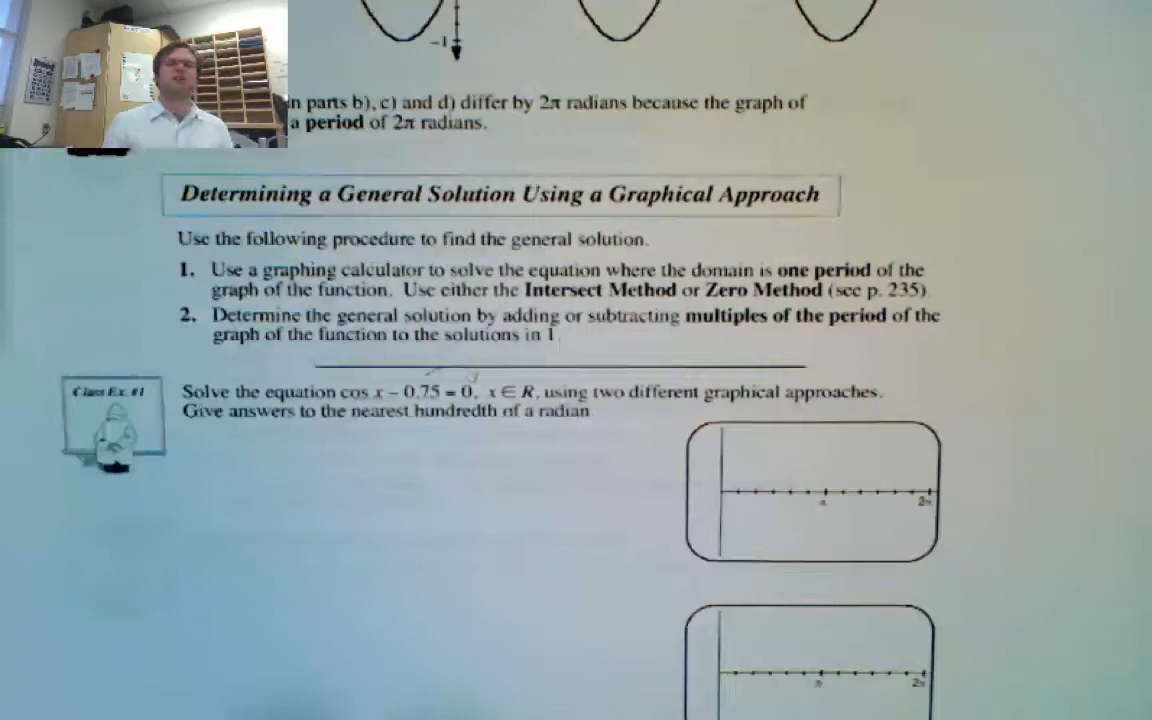 -1
n parts b), c) and d) differ by 2π radians because the graph of
a period of 2π radians.
Determining a General Solution Using a Graphical Approach
Use the following procedure to find the general solution.
1. Use a graphing calculator to solve the equation where the domain is one period of the
graph of the function. Use either the Intersect Method or Zero Method (see p. 235)
2. Determine the general solution by adding or subtracting multiples of the period of the
graph of the function to the solutions in 1.
Class Ex. #1
Solve the equation cos x − 0.75 = 0, x ∈ R, using two different graphical approaches.
Give answers to the nearest hundredth of a radian
π 2π
π 2π